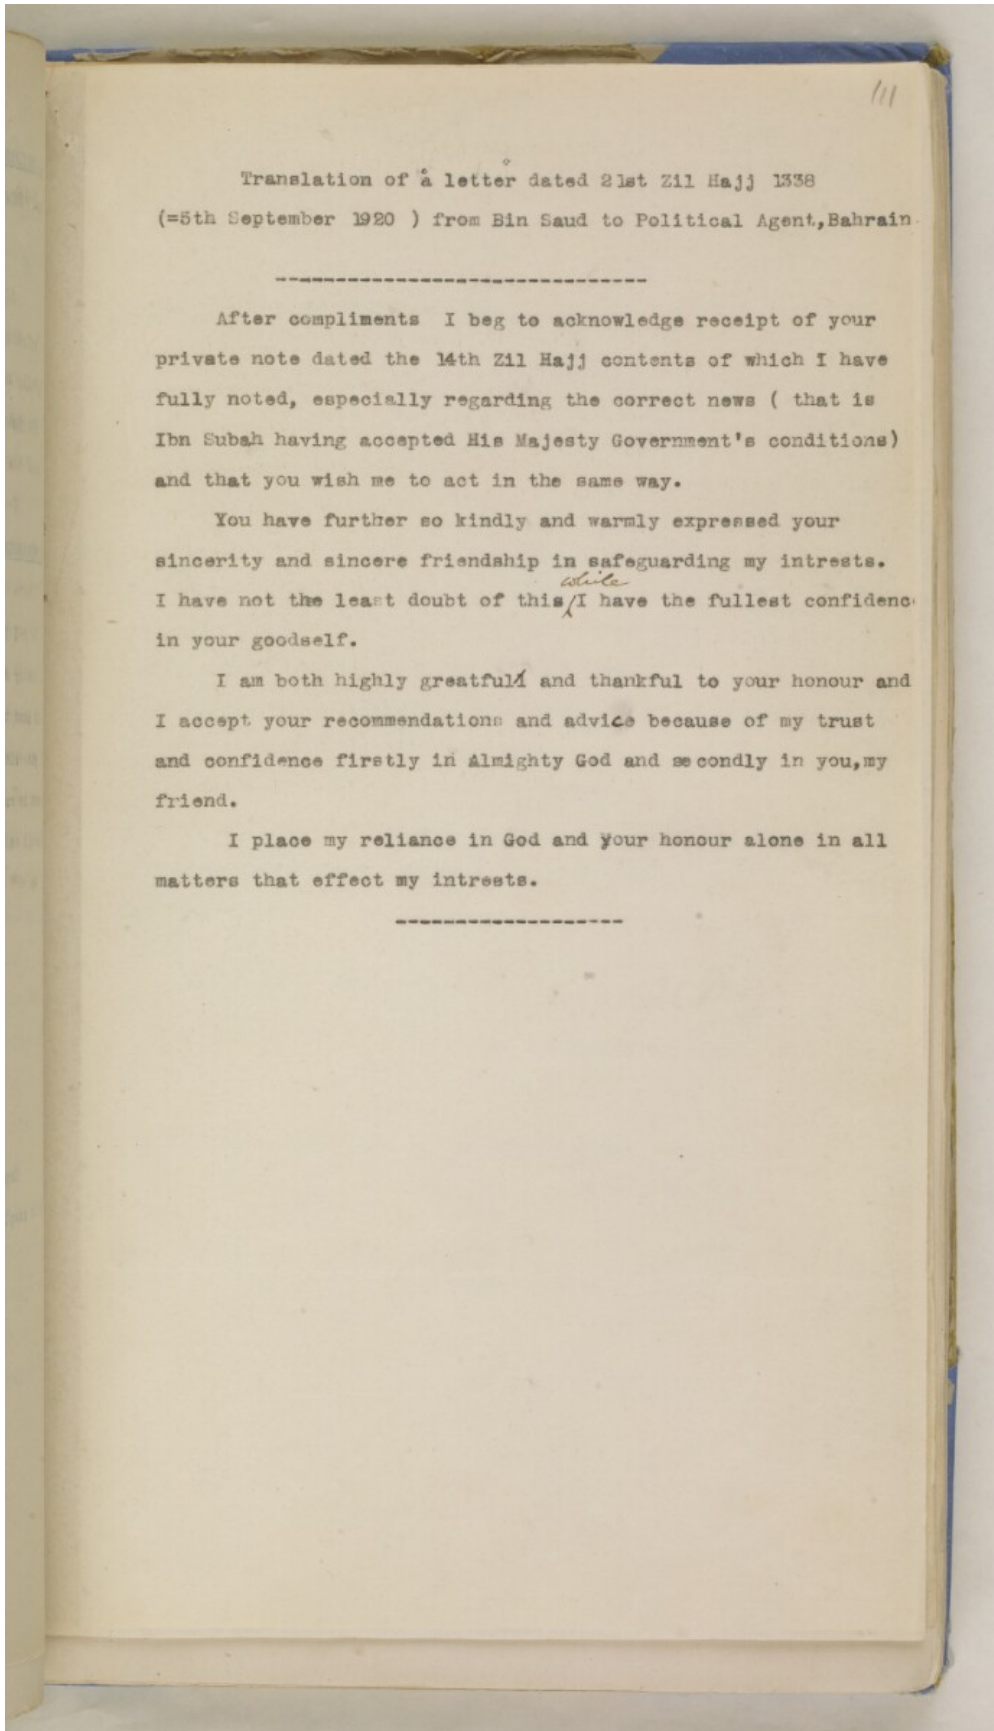 111
Translation of a letter dated 21st Zil Hajj 1338
(=5th September 1920 ) from Bin Saud to Political Agent,Bahrain.
-------------------------------
After compliments I beg to acknowledge receipt of your
private note dated the 14th Zil Hajj contents of which I have
fully noted, especially regarding the correct news ( that is
Ibn Subah having accepted His Majesty Government's conditions)
and that you wish me to act in the same way.
You have further so kindly and warmly expressed your
sincerity and sincere friendship in safeguarding my intrests.
I have not the least doubt of this while I have the fullest confidenc
in your goodself.
I am both highly greatful and thankful to your honour and
I accept your recommendations and advice because of my trust
and confidence firstly in Almighty God and secondly in you,my
friend.
I place my reliance in God and your honour alone in all
matters that effect my intrests.
-------------------